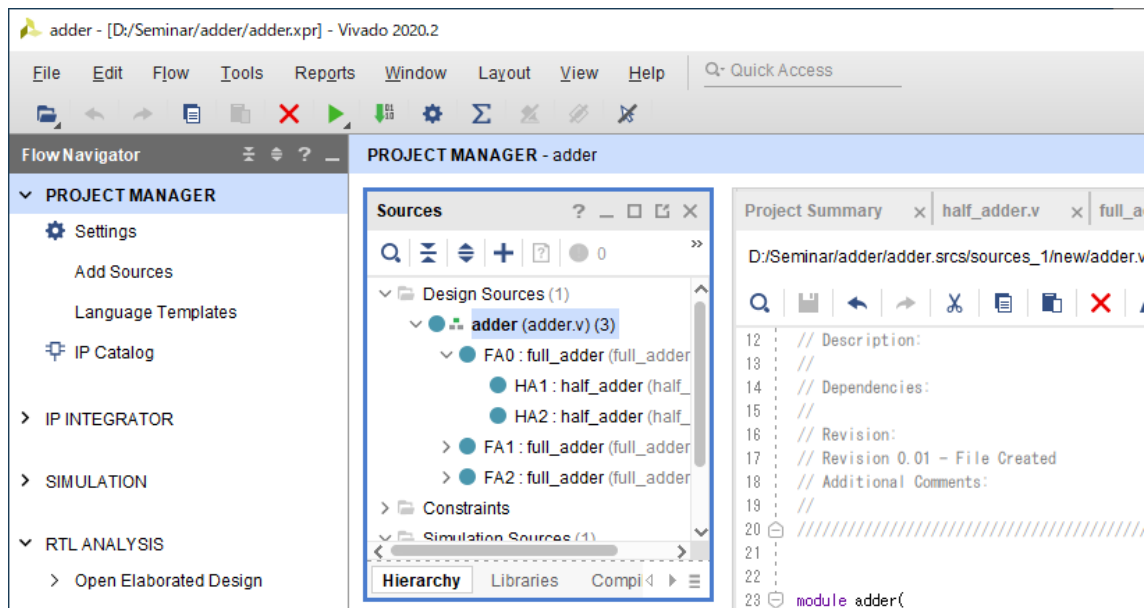 adder - [D:/Seminar/adder/adder.xpr] - Vivado 2020.2
File Edit Flow Tools Reports Window Layout View Help Quick Access
Flow Navigator
PROJECT MANAGER
Settings
Add Sources
Language Templates
IP Catalog
IP INTEGRATOR
SIMULATION
RTL ANALYSIS
Open Elaborated Design
PROJECT MANAGER - adder
Sources
0
Design Sources (1)
adder (adder.v) (3)
FA0 : full_adder (full_adder
HA1 : half_adder (half_
HA2 : half_adder (half_
FA1 : full_adder (full_adder
FA2 : full_adder (full_adder
Constraints
Simulation Sources (1)
Hierarchy Libraries Compi
Project Summary half_adder.v full_a
D:/Seminar/adder/adder.srcs/sources_1/new/adder.v
12 // Description:
13 //
14 // Dependencies:
15 //
16 // Revision:
17 // Revision 0.01 - File Created
18 // Additional Comments:
19 //
20 //////////////////////////////////////////
21
22
23 module adder(